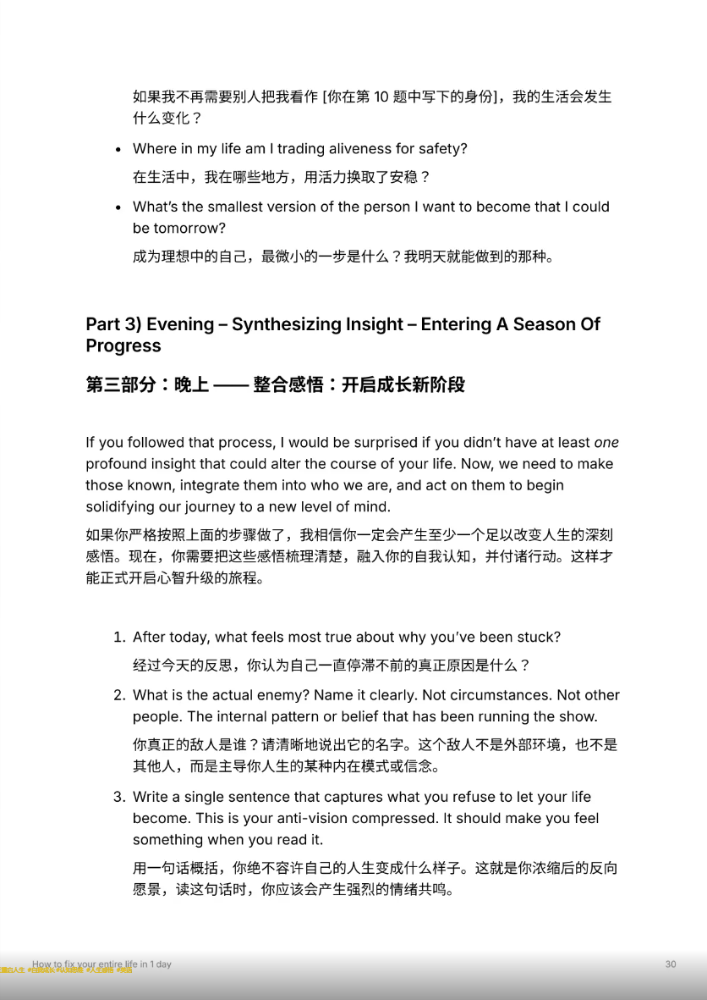 如果我不再需要别人把我看作 [你在第 10 题中写下的身份]，我的生活会发生
什么变化？
• Where in my life am I trading aliveness for safety?
在生活中，我在哪些地方，用活力换取了安稳？
• What’s the smallest version of the person I want to become that I could
be tomorrow?
成为理想中的自己，最微小的一步是什么？我明天就能做到的那种。
Part 3) Evening – Synthesizing Insight – Entering A Season Of
Progress
第三部分：晚上 —— 整合感悟：开启成长新阶段
If you followed that process, I would be surprised if you didn’t have at least one
profound insight that could alter the course of your life. Now, we need to make
those known, integrate them into who we are, and act on them to begin
solidifying our journey to a new level of mind.
如果你严格按照上面的步骤做了，我相信你一定会产生至少一个足以改变人生的深刻
感悟。现在，你需要把这些感悟梳理清楚，融入你的自我认知，并付诸行动。这样才
能正式开启心智升级的旅程。
1. After today, what feels most true about why you’ve been stuck?
经过今天的反思，你认为自己一直停滞不前的真正原因是什么？
2. What is the actual enemy? Name it clearly. Not circumstances. Not other
people. The internal pattern or belief that has been running the show.
你真正的敌人是谁？请清晰地说出它的名字。这个敌人不是外部环境，也不是
其他人，而是主导你人生的某种内在模式或信念。
3. Write a single sentence that captures what you refuse to let your life
become. This is your anti-vision compressed. It should make you feel
something when you read it.
用一句话概括，你绝不容许自己的人生变成什么样子。这就是你浓缩后的反向
愿景，读这句话时，你应该会产生强烈的情绪共鸣。
How to fix your entire life in 1 day
30